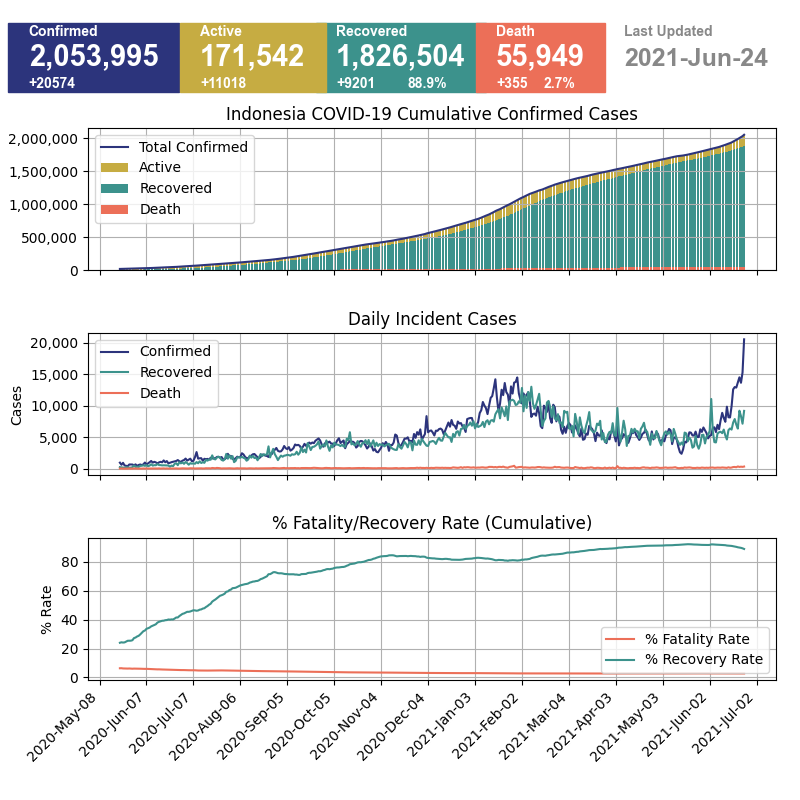 Confirmed Active Recovered Death Last Updated
2,053,995 171,542 1,826,504 55,949 2021-Jun-24
+20574 +11018 +9201 88.9% +355 2.7%
Indonesia COVID-19 Cumulative Confirmed Cases
2,000,000
1,500,000
1,000,000
500,000
0
Total Confirmed
Active
Recovered
Death
Daily Incident Cases
Cases
20,000
15,000
10,000
5,000
0
Confirmed
Recovered
Death
% Fatality/Recovery Rate (Cumulative)
% Rate
80
60
40
20
0
% Fatality Rate
% Recovery Rate
2020-May-08
2020-Jun-07
2020-Jul-07
2020-Aug-06
2020-Sep-05
2020-Oct-05
2020-Nov-04
2020-Dec-04
2021-Jan-03
2021-Feb-02
2021-Mar-04
2021-Apr-03
2021-May-03
2021-Jun-02
2021-Jul-02